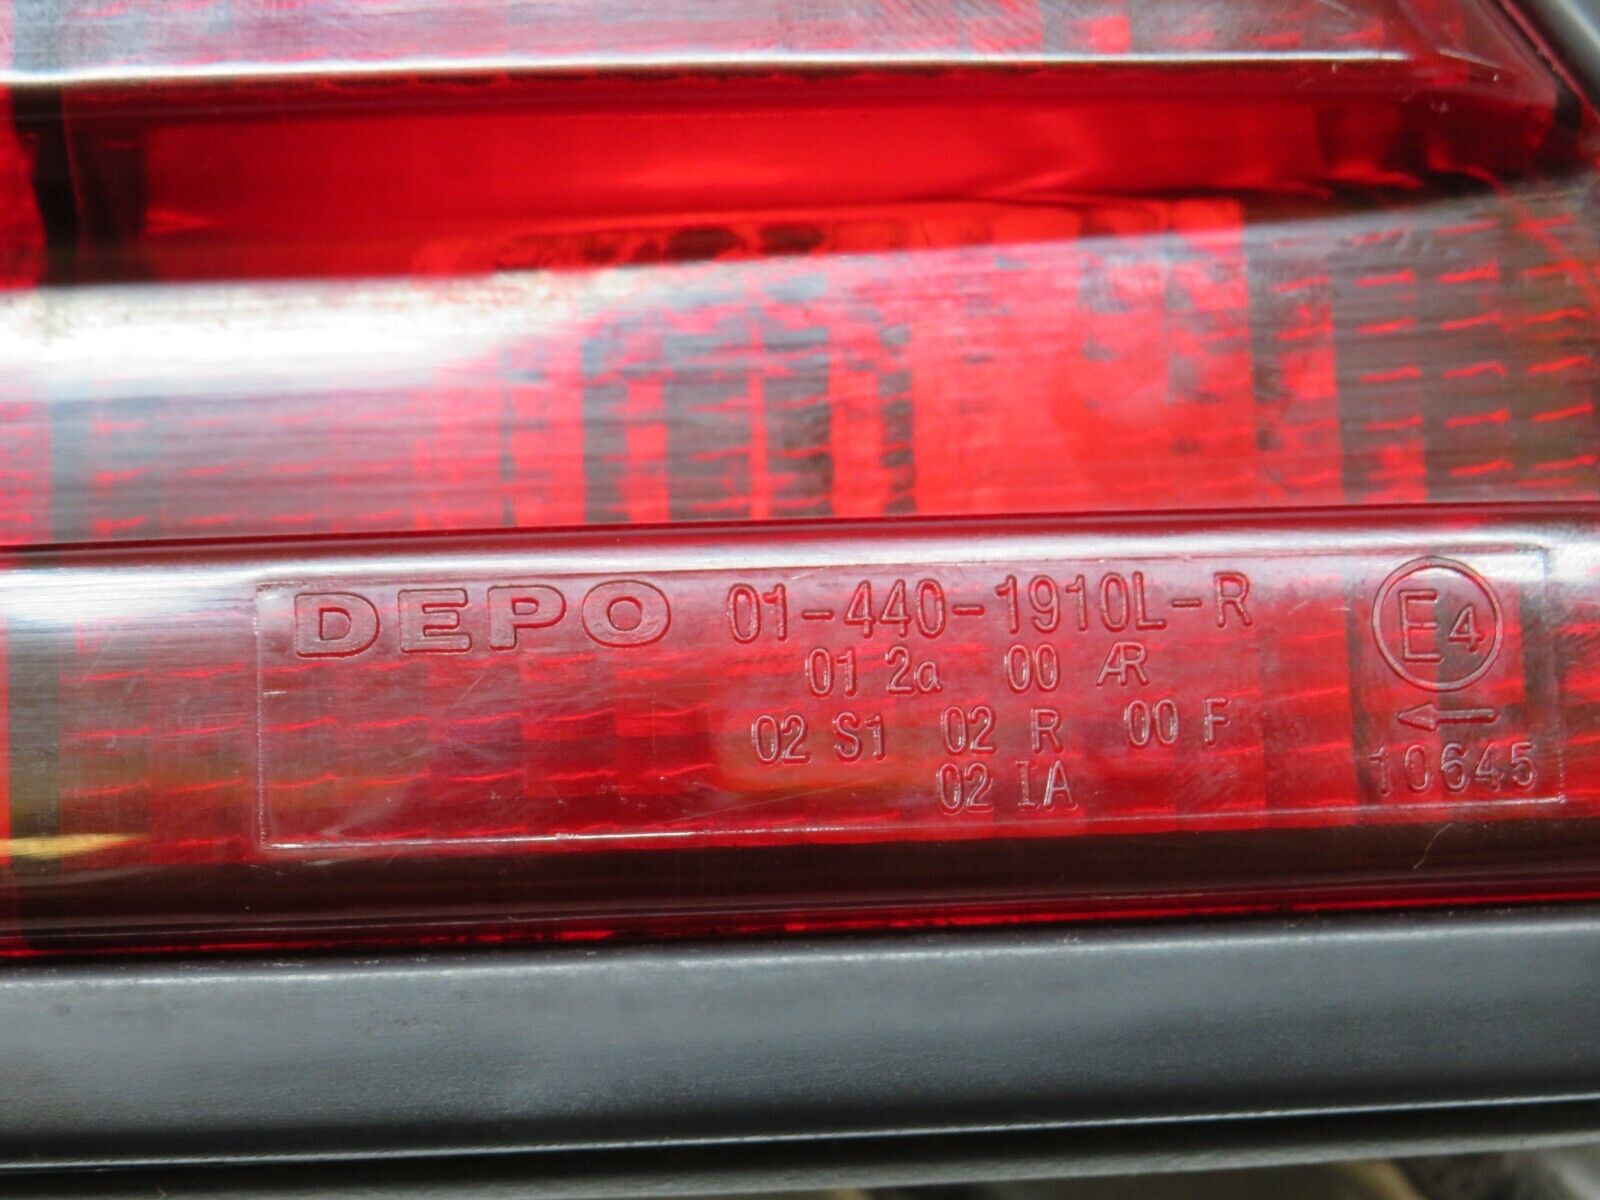 DEPO 01-440-1910L-R
01 2a 00 AR
02 S1 02 R 00 F
02 IA
E4
←
10645